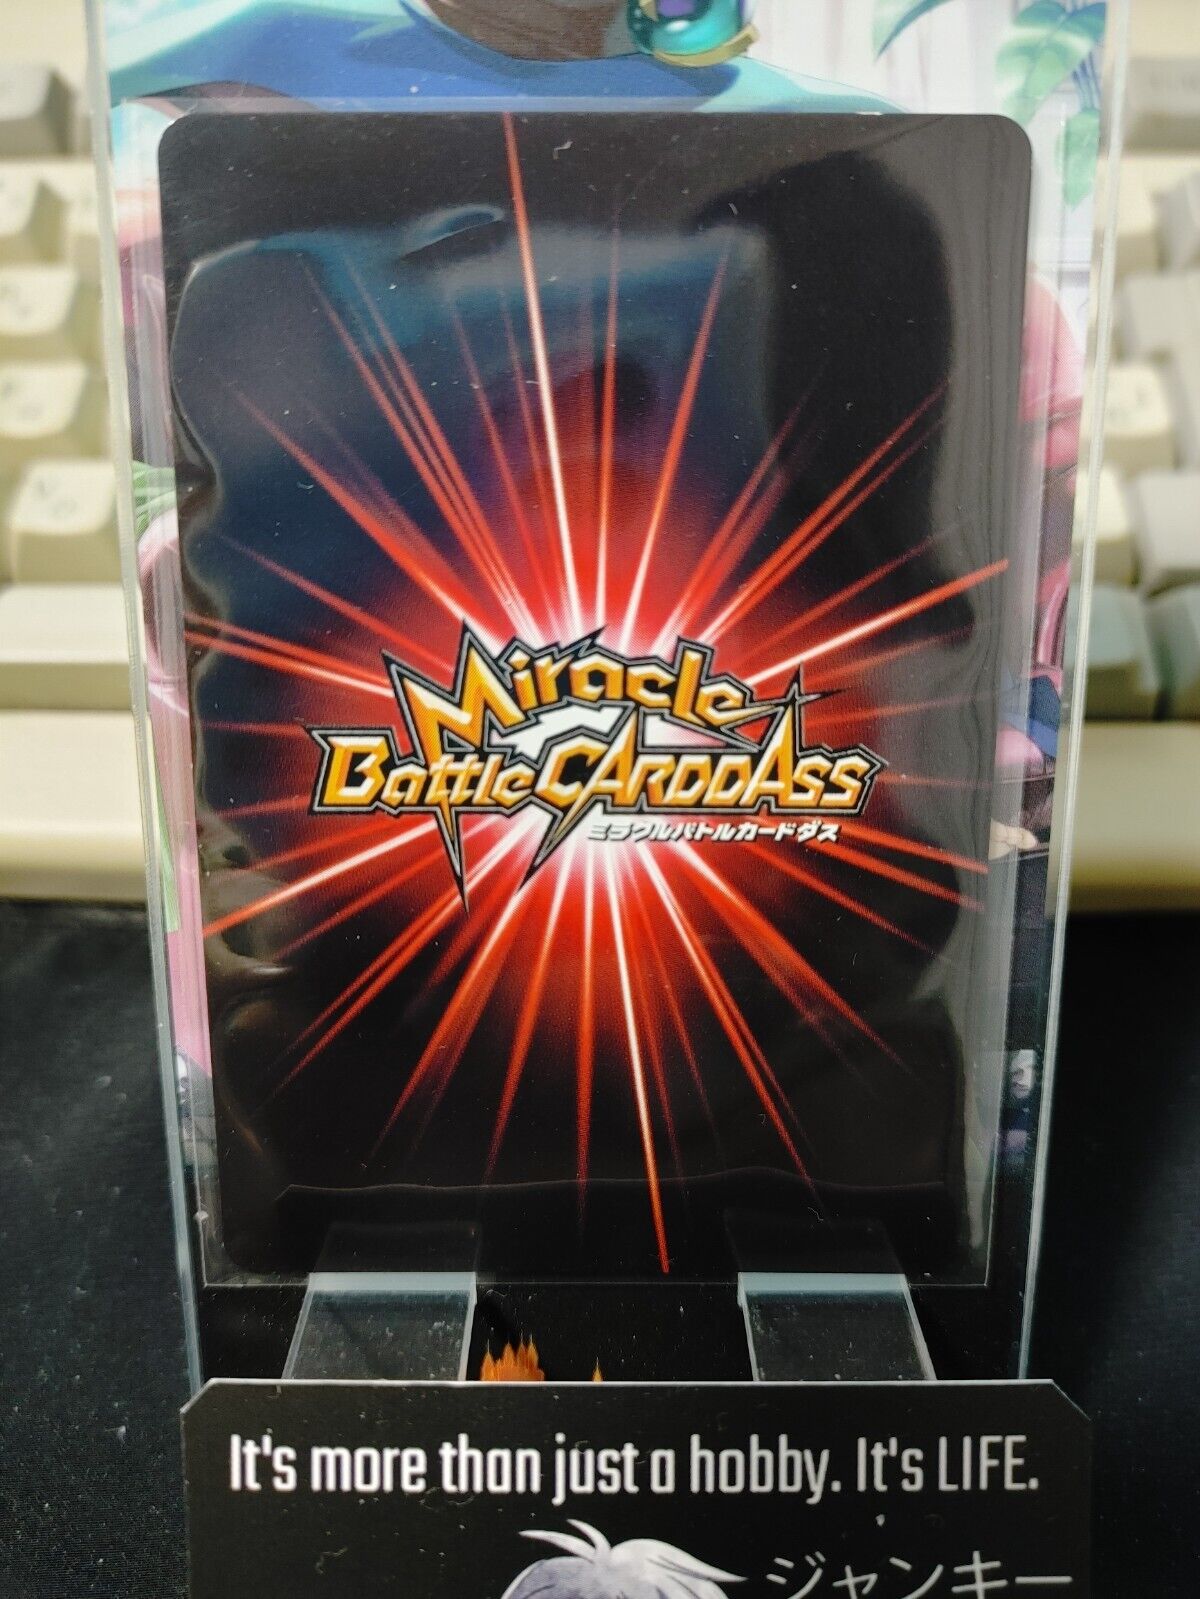 Miracle
Battle CARDDASS
ミラクルバトルカードダス
It's more than just a hobby. It's LIFE.
ジャンキー